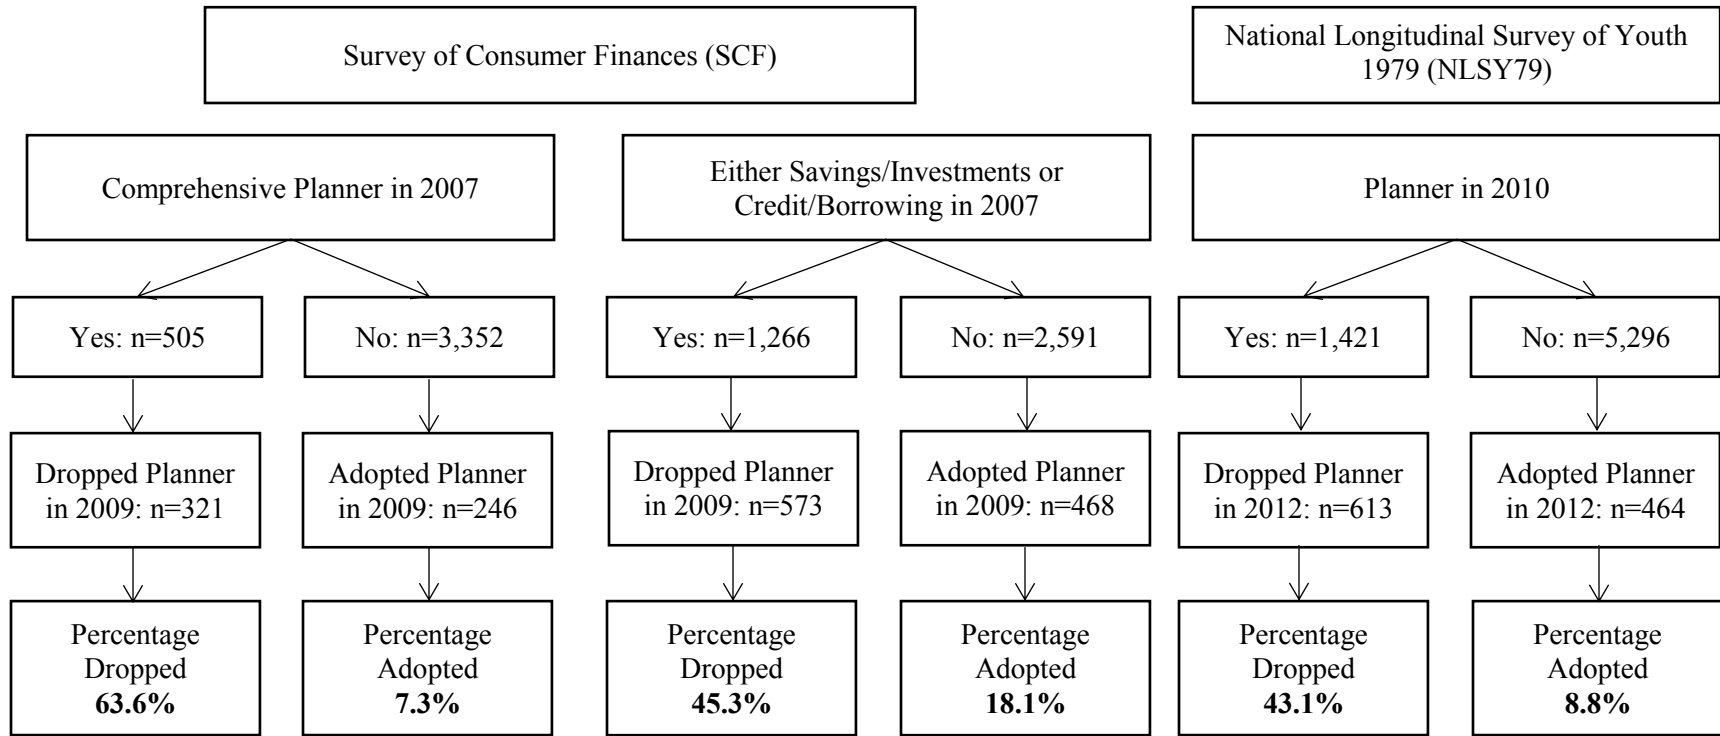 Survey of Consumer Finances (SCF)
National Longitudinal Survey of Youth
1979 (NLSY79)
Comprehensive Planner in 2007
Either Savings/Investments or
Credit/Borrowing in 2007
Planner in 2010
Yes: n=505
No: n=3,352
Yes: n=1,266
No: n=2,591
Yes: n=1,421
No: n=5,296
Dropped Planner
in 2009: n=321
Adopted Planner
in 2009: n=246
Dropped Planner
in 2009: n=573
Adopted Planner
in 2009: n=468
Dropped Planner
in 2012: n=613
Adopted Planner
in 2012: n=464
Percentage
Dropped
63.6%
Percentage
Adopted
7.3%
Percentage
Dropped
45.3%
Percentage
Adopted
18.1%
Percentage
Dropped
43.1%
Percentage
Adopted
8.8%